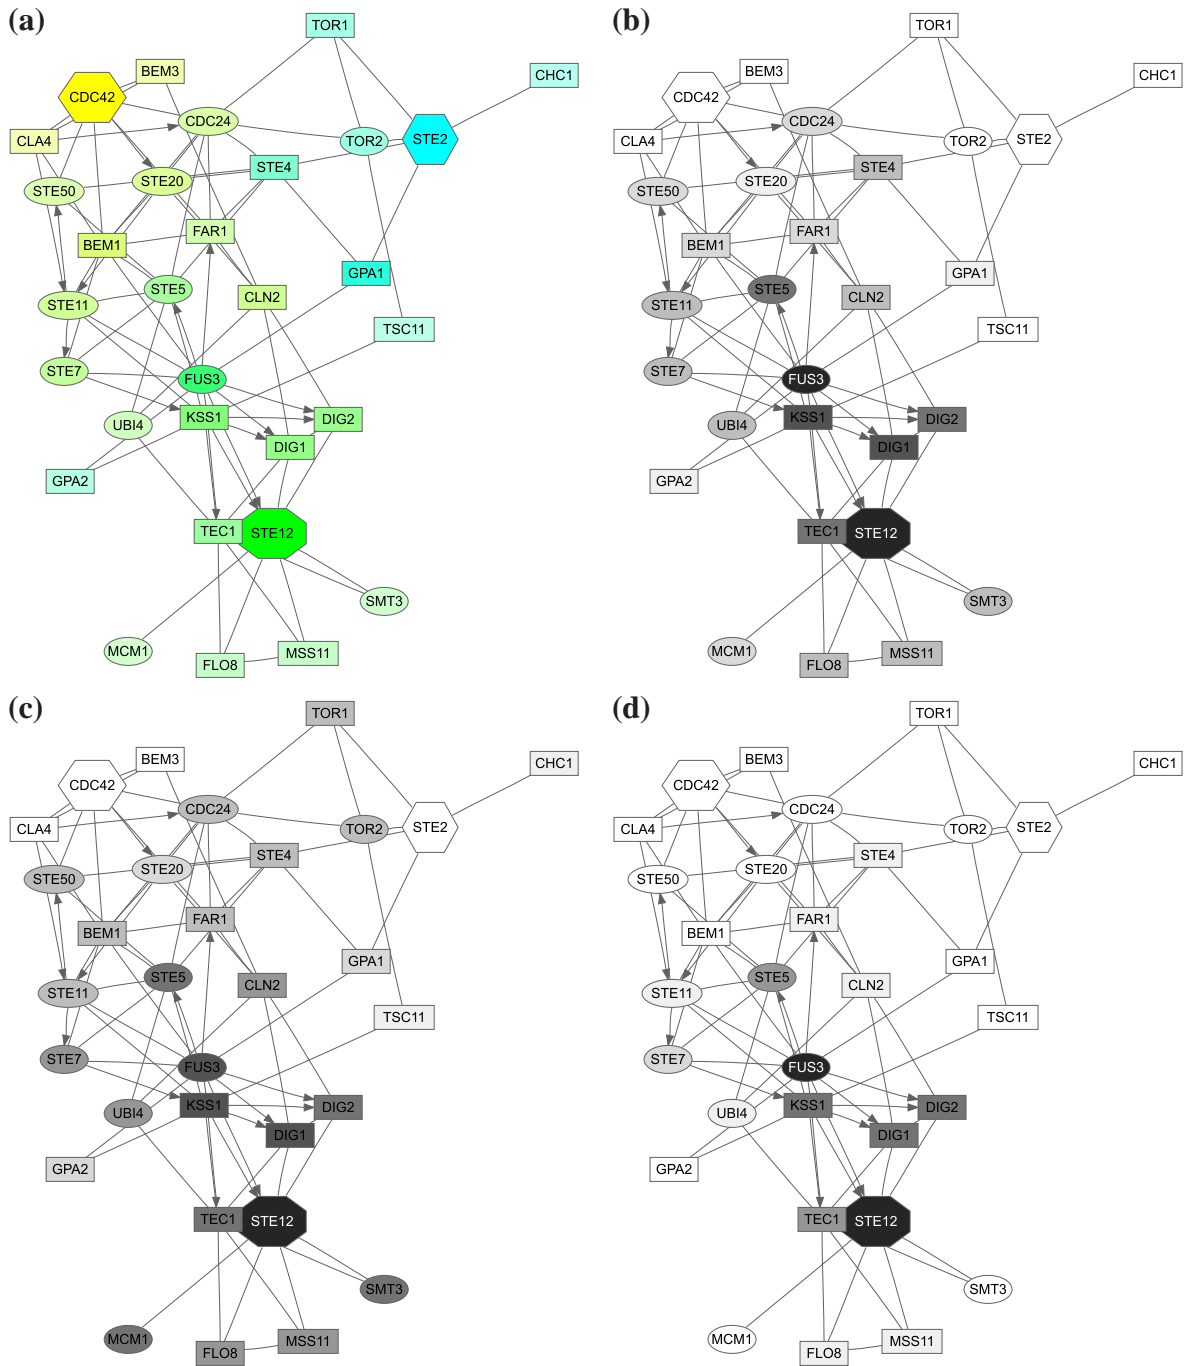 (a)
TOR1
BEM3
CHC1
CDC42
CDC24
CLA4
TOR2
STE2
STE4
STE20
STE50
FAR1
BEM1
GPA1
STE5
CLN2
STE11
TSC11
STE7
FUS3
KSS1
DIG2
UBI4
DIG1
GPA2
TEC1
STE12
SMT3
MCM1
MSS11
FLO8
(b)
TOR1
BEM3
CHC1
CDC42
CDC24
CLA4
TOR2
STE2
STE4
STE20
STE50
FAR1
BEM1
GPA1
STE5
CLN2
STE11
TSC11
STE7
FUS3
KSS1
DIG2
UBI4
DIG1
GPA2
TEC1
STE12
SMT3
MCM1
MSS11
FLO8
(c)
TOR1
BEM3
CHC1
CDC42
CDC24
CLA4
TOR2
STE2
STE4
STE20
STE50
FAR1
BEM1
GPA1
STE5
CLN2
STE11
TSC11
STE7
FUS3
KSS1
DIG2
UBI4
DIG1
GPA2
TEC1
STE12
SMT3
MCM1
MSS11
FLO8
(d)
TOR1
BEM3
CHC1
CDC42
CDC24
CLA4
TOR2
STE2
STE4
STE20
STE50
FAR1
BEM1
GPA1
STE5
CLN2
STE11
TSC11
STE7
FUS3
KSS1
DIG2
UBI4
DIG1
GPA2
TEC1
STE12
SMT3
MCM1
MSS11
FLO8